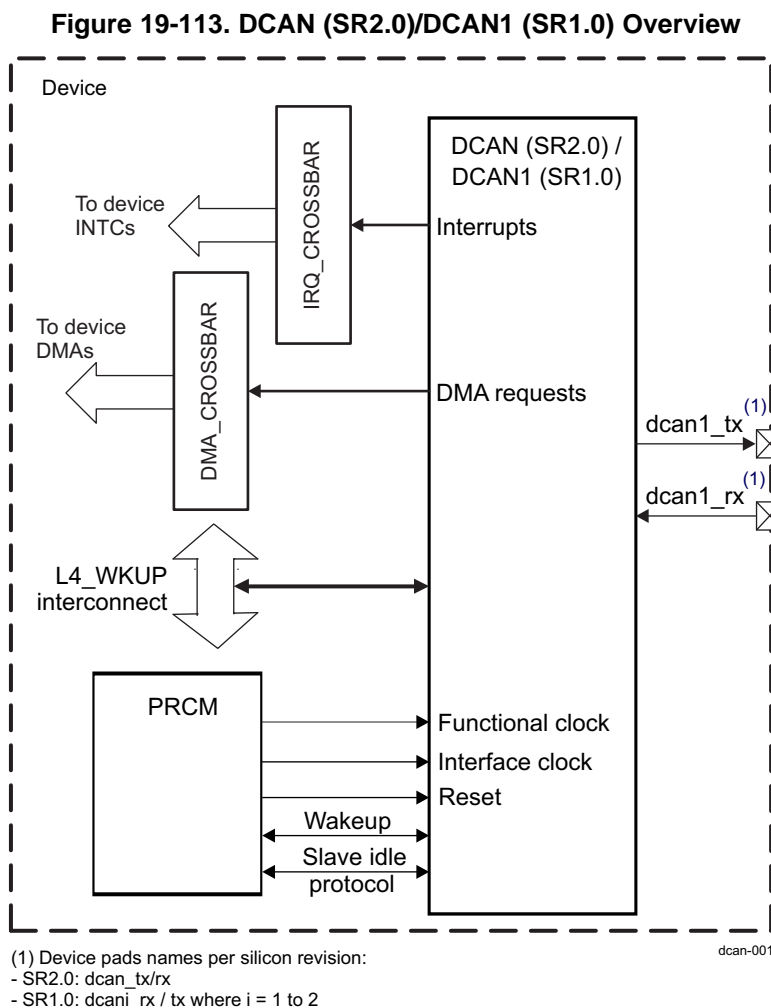 Figure 19-113. DCAN (SR2.0)/DCAN1 (SR1.0) Overview
Device
DCAN (SR2.0) /
DCAN1 (SR1.0)
IRQ_CROSSBAR
To device
INTCs
Interrupts
DMA_CROSSBAR
To device
DMAs
DMA requests
dcan1_tx
(1)
dcan1_rx
(1)
L4_WKUP
interconnect
PRCM
Functional clock
Interface clock
Reset
Wakeup
Slave idle
protocol
dcan-001
(1) Device pads names per silicon revision:
- SR2.0: dcan_tx/rx
- SR1.0: dcani_rx / tx where i = 1 to 2